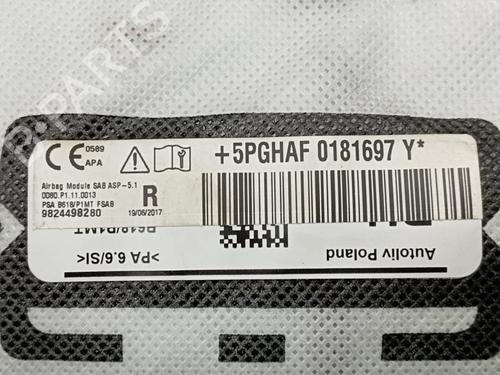 B-PARTS
CE 0589
APA
+5PGHAF 0181697 Y*
Airbag Module SAB ASP-5.1
0080.P1.11.0013
PSA B618/P1MT FSAB
9824498280
R
19/06/2017
B618/P1MT
>PA 6.6/SI<
Autoliv Poland